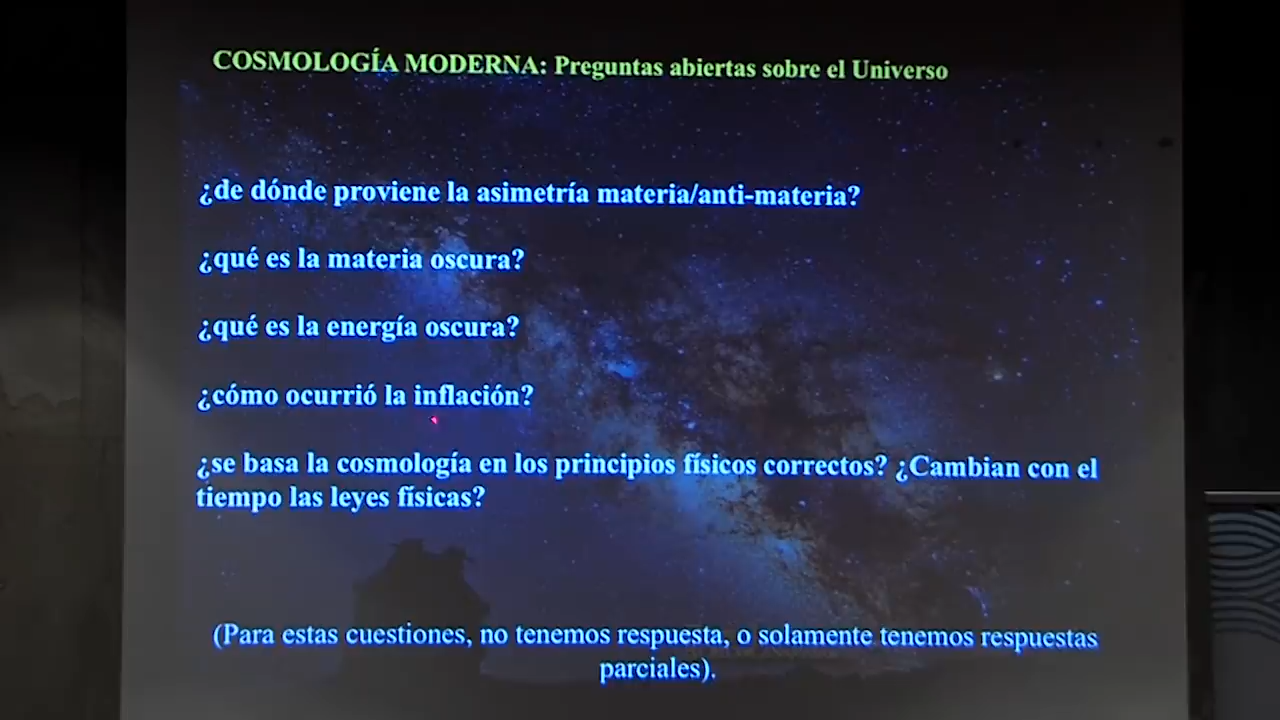 COSMOLOGÍA MODERNA: Preguntas abiertas sobre el Universo
¿de dónde proviene la asimetría materia/anti-materia?
¿qué es la materia oscura?
¿qué es la energía oscura?
¿cómo ocurrió la inflación?
¿se basa la cosmología en los principios físicos correctos? ¿Cambian con el
tiempo las leyes físicas?
(Para estas cuestiones, no tenemos respuesta, o solamente tenemos respuestas
parciales).